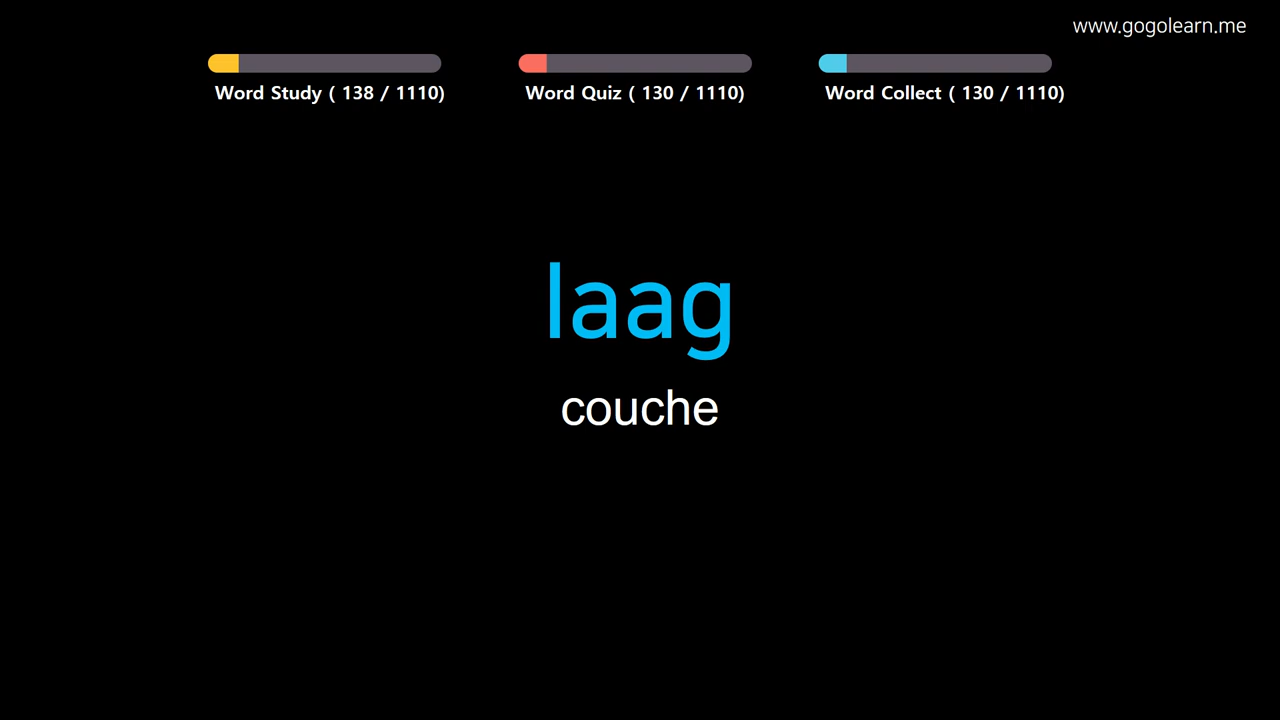 www.gogolearn.me
Word Study ( 138 / 1110)
Word Quiz ( 130 / 1110)
Word Collect ( 130 / 1110)
laag
couche